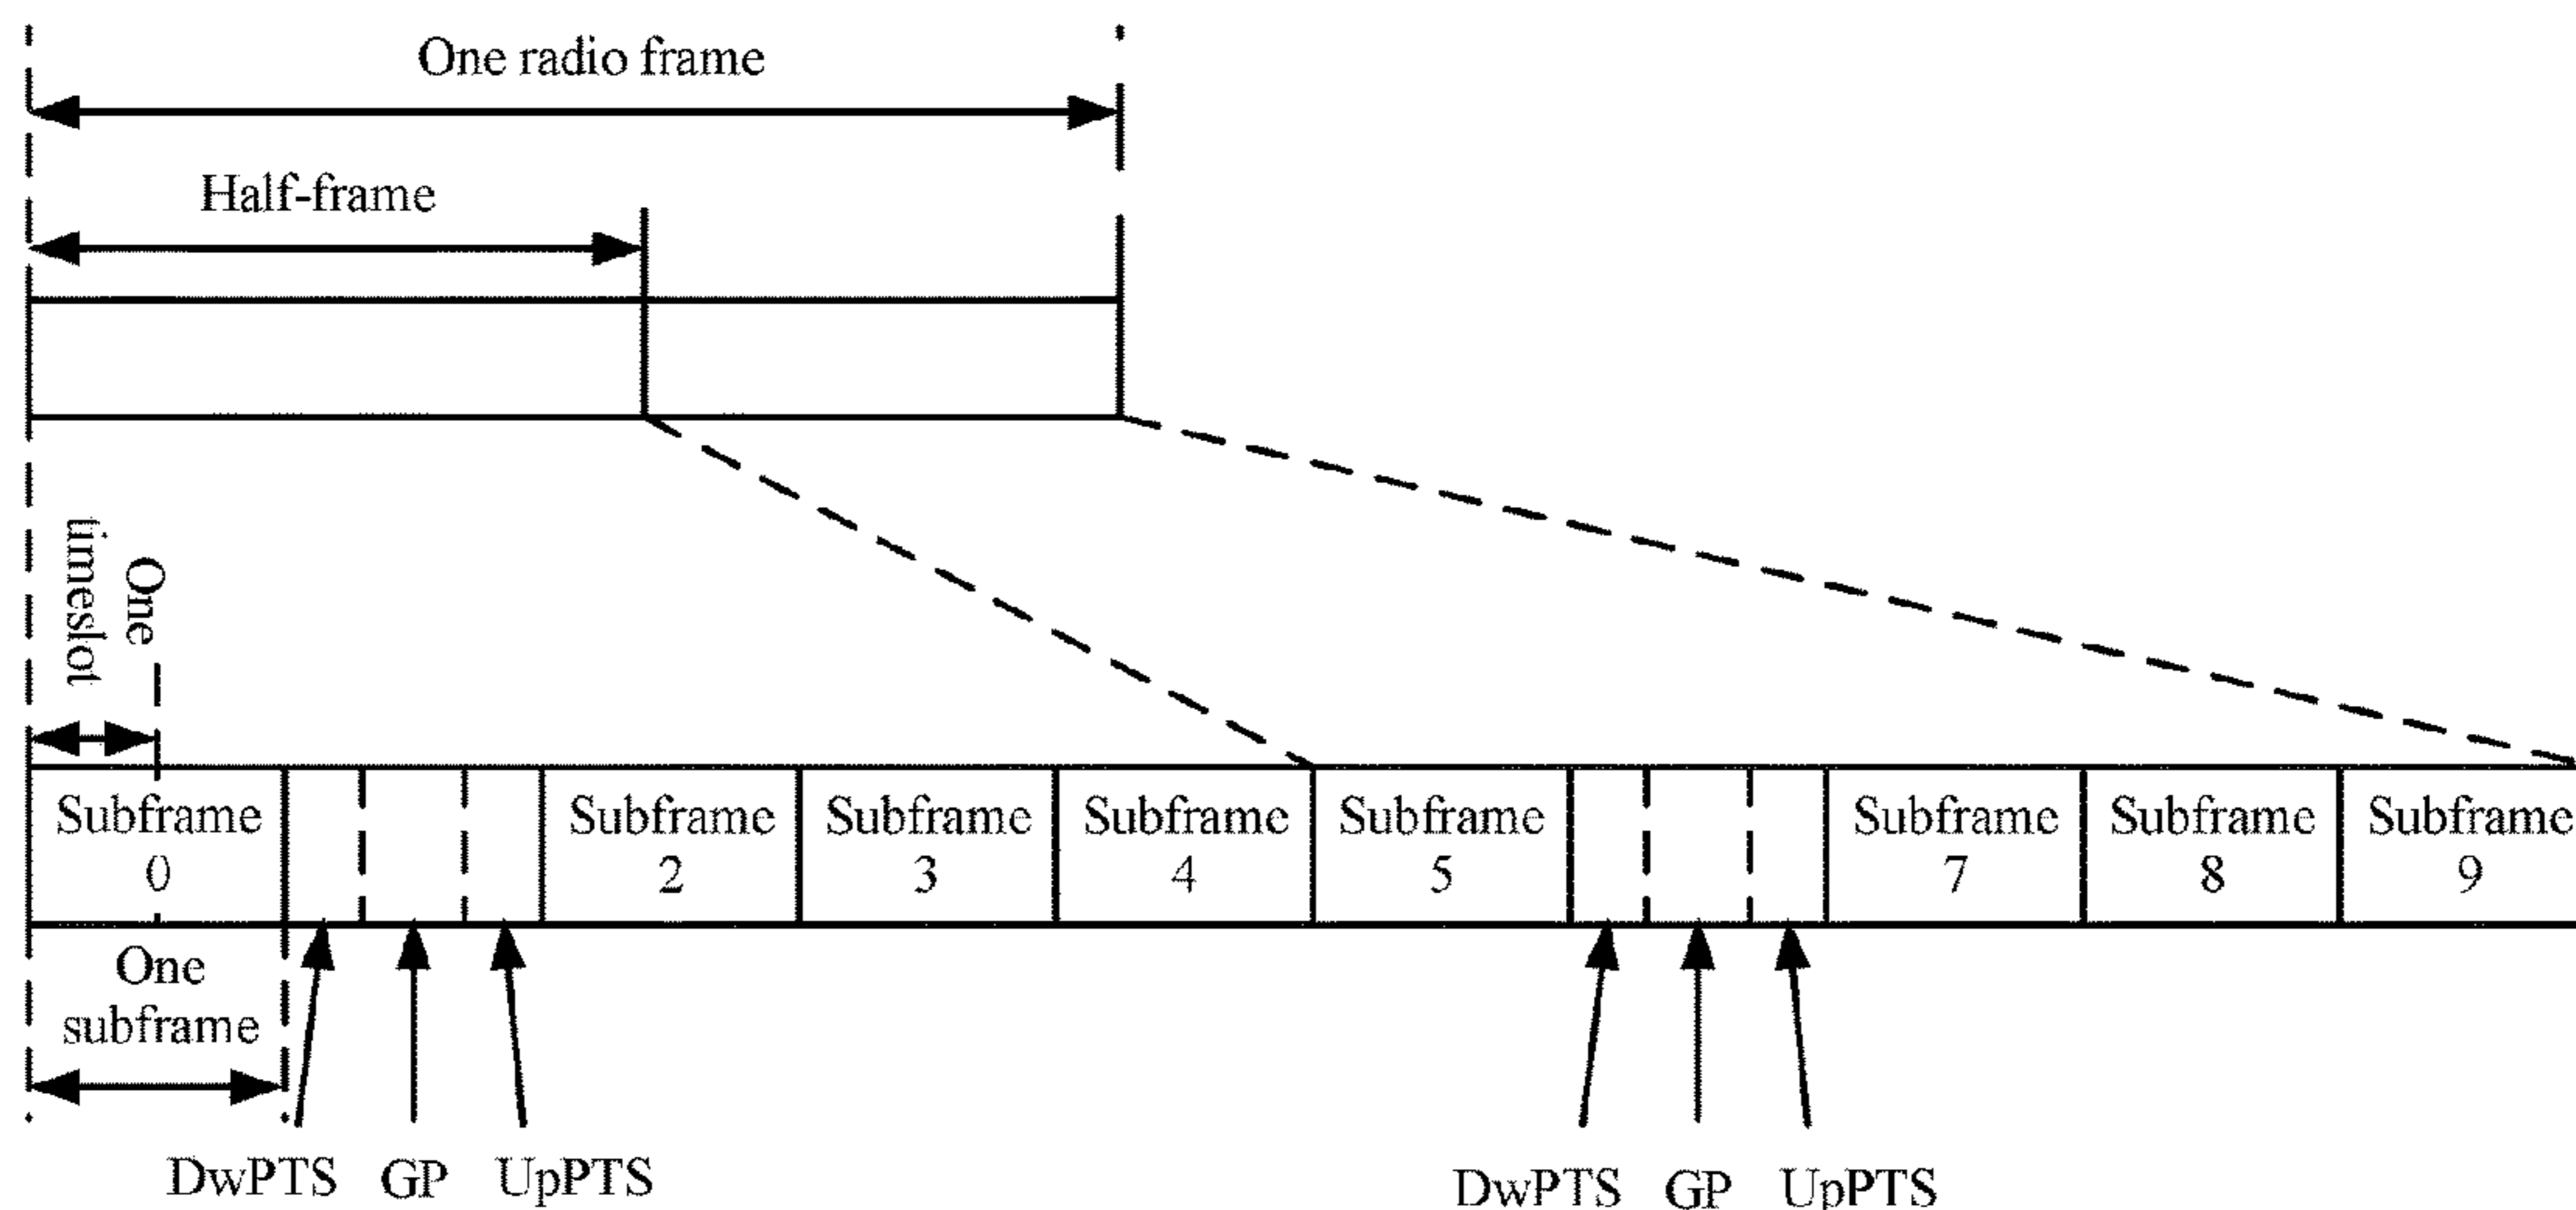 One radio frame
Half-frame
One
timeslot
Subframe
0
Subframe
2
Subframe
3
Subframe
4
Subframe
5
Subframe
7
Subframe
8
Subframe
9
One
subframe
DwPTS
GP
UpPTS
DwPTS
GP
UpPTS